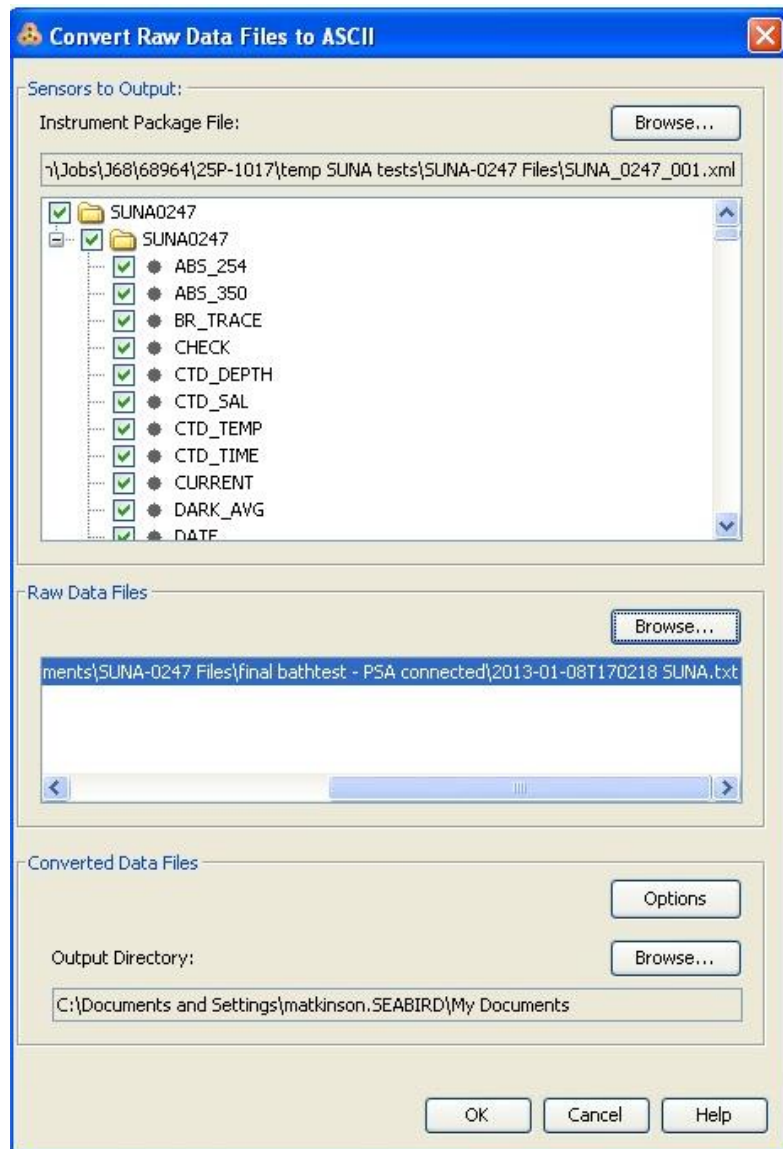 Convert Raw Data Files to ASCII
Sensors to Output:
Instrument Package File:
Browse...
\Jobs\J68\68964\25P-1017\temp SUNA tests\SUNA-0247 Files\SUNA_0247_001.xml
SUNA0247
SUNA0247
ABS_254
ABS_350
BR_TRACE
CHECK
CTD_DEPTH
CTD_SAL
CTD_TEMP
CTD_TIME
CURRENT
DARK_AVG
DATE
Raw Data Files
Browse...
ments\SUNA-0247 Files\final bathtest - PSA connected\2013-01-08T170218 SUNA.txt
Converted Data Files
Options
Output Directory:
Browse...
C:\Documents and Settings\matkinson.SEABIRD\My Documents
OK
Cancel
Help